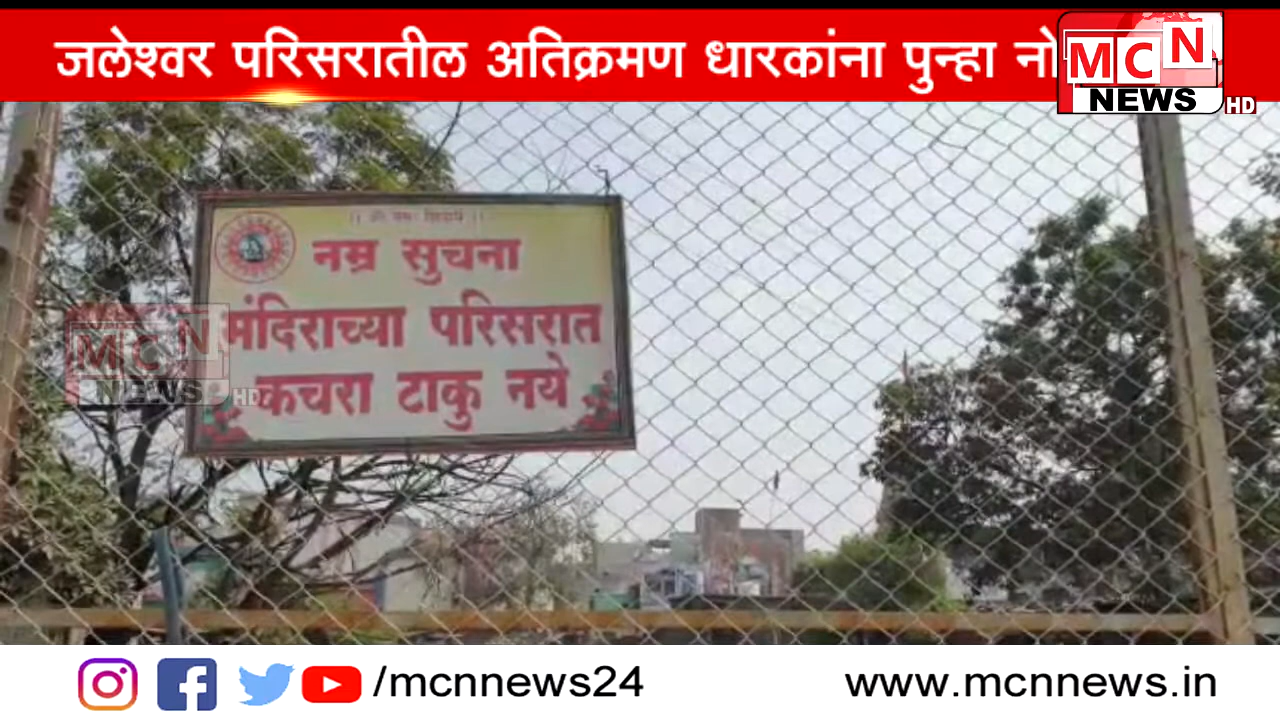 जलेश्वर परिसरातील अतिक्रमण धारकांना पुन्हा नो
MCN
NEWS HD
नम्र सुचना
मंदिराच्या परिसरात
कचरा टाकु नये
MCN
NEWS HD
/mcnnews24
www.mcnnews.in